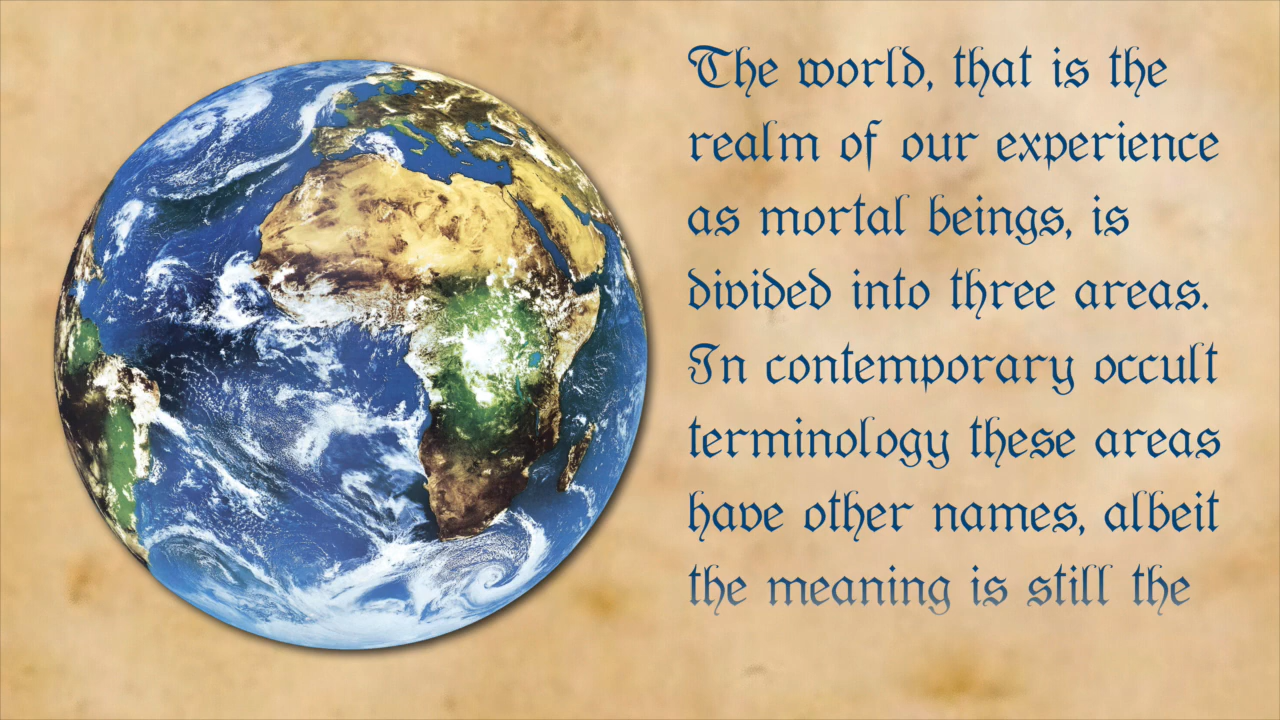 The world, that is the
realm of our experience
as mortal beings, is
divided into three areas.
In contemporary occult
terminology these areas
have other names, albeit
the meaning is still the